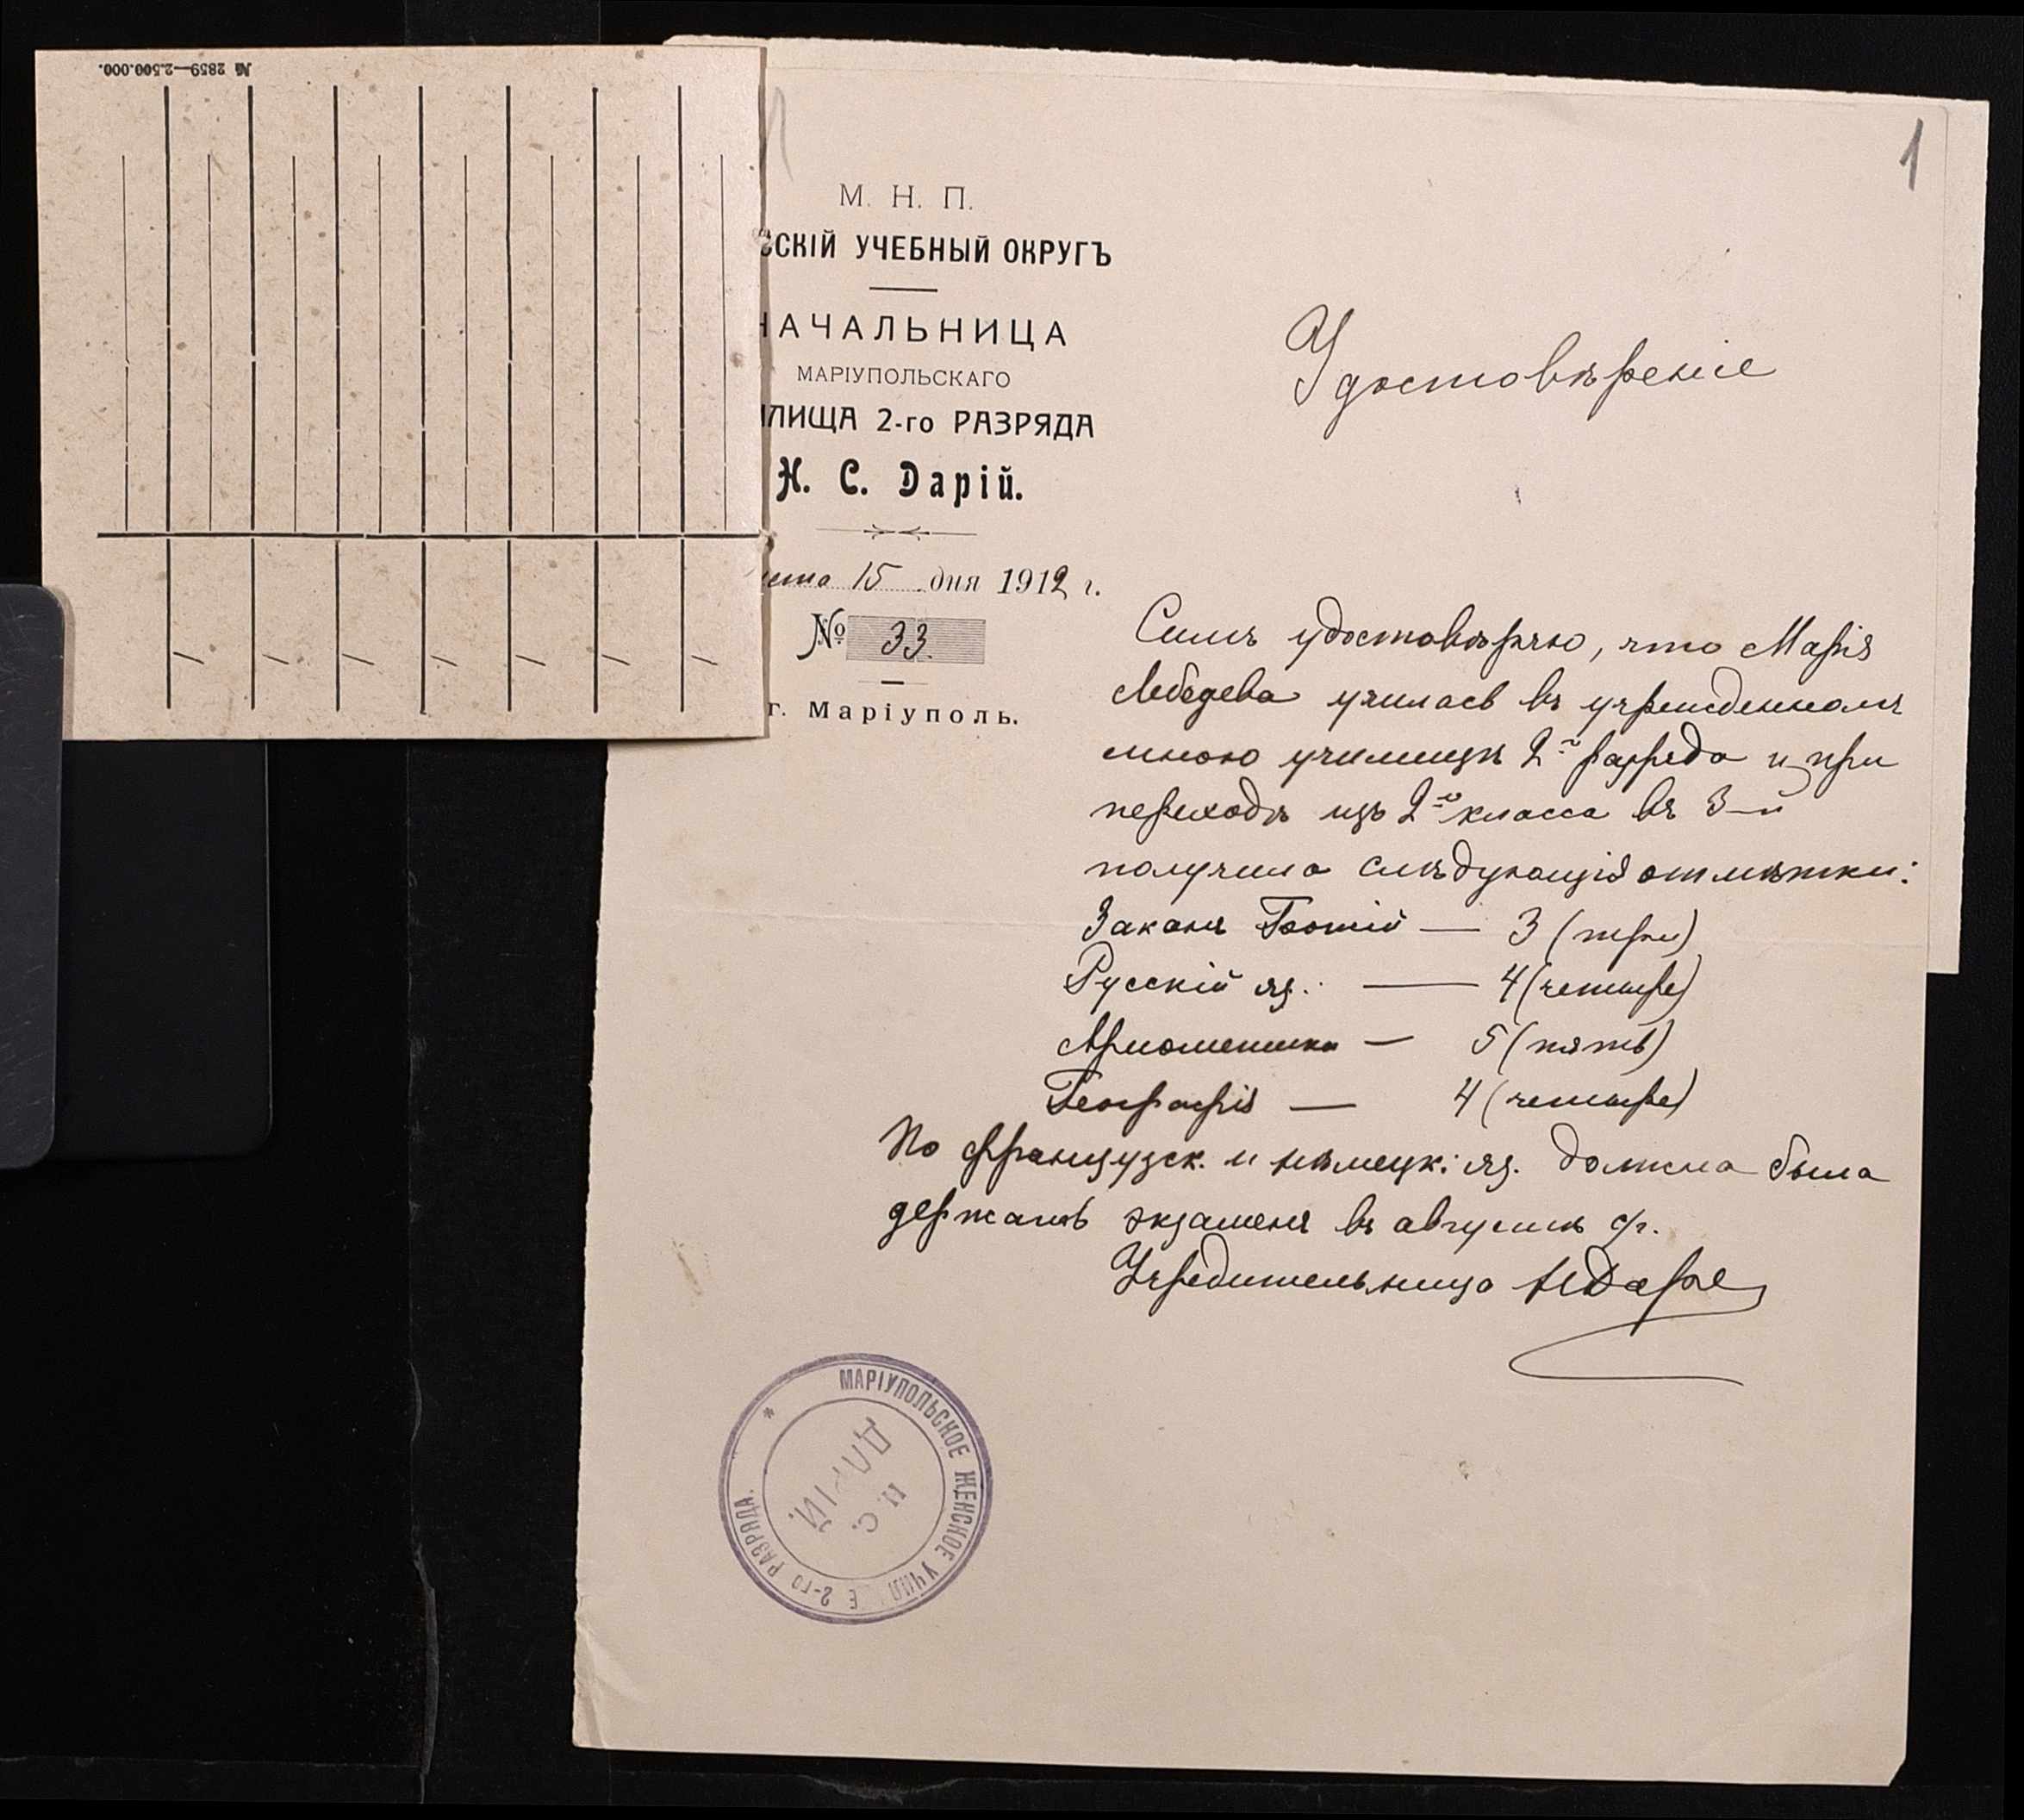 № 2859—2.500.000.
1
М. Н. П.
СКІЙ УЧЕБНЫЙ ОКРУГЪ
НАЧАЛЬНИЦА
МАРІУПОЛЬСКАГО
ЛИЩА 2-го РАЗРЯДА
Н. С. Дарій.
ста 15 дня 1912 г.
№ 33.
г. Маріуполь.
Удостовѣреніе
Симъ удостовѣряю, что Марія
Лебедева училась въ учрежденномъ
мною училищѣ 2-го разряда и при
переходѣ изъ 2-го класса въ 3-й
получила слѣдующія отмѣтки:
Законъ Божій — 3 (три)
Русскій яз. — 4 (четыре)
Ариѳметика — 5 (пять)
Географія — 4 (четыре)
По французск. и нѣмецк. яз. должна была
держать экзаменъ въ августѣ с/г.
Учредительница Н Дарій
МАРІУПОЛЬСКОЕ ЖЕНСКОЕ УЧИЛ Е 2-ГО РАЗРЯДА.
Н. С.
ДАРІЙ.